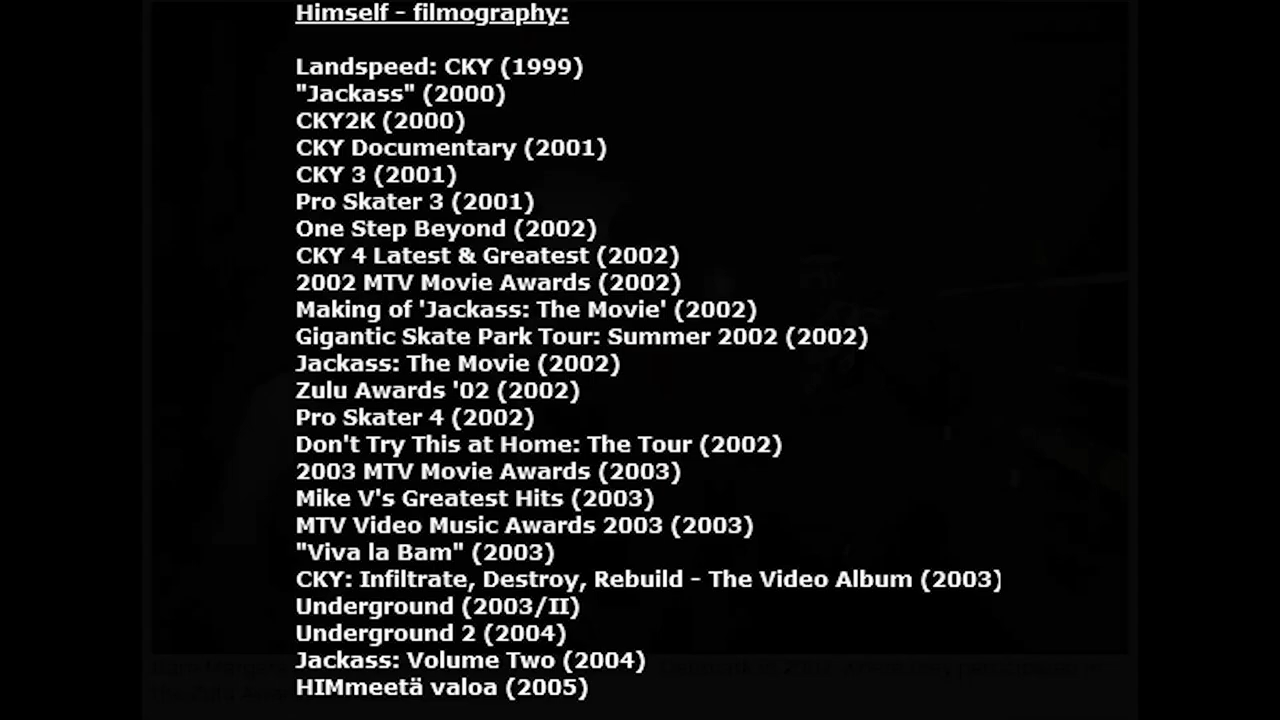 Himself - filmography:
Landspeed: CKY (1999)
"Jackass" (2000)
CKY2K (2000)
CKY Documentary (2001)
CKY 3 (2001)
Pro Skater 3 (2001)
One Step Beyond (2002)
CKY 4 Latest & Greatest (2002)
2002 MTV Movie Awards (2002)
Making of 'Jackass: The Movie' (2002)
Gigantic Skate Park Tour: Summer 2002 (2002)
Jackass: The Movie (2002)
Zulu Awards '02 (2002)
Pro Skater 4 (2002)
Don't Try This at Home: The Tour (2002)
2003 MTV Movie Awards (2003)
Mike V's Greatest Hits (2003)
MTV Video Music Awards 2003 (2003)
"Viva la Bam" (2003)
CKY: Infiltrate, Destroy, Rebuild - The Video Album (2003)
Underground (2003/II)
Underground 2 (2004)
Jackass: Volume Two (2004)
HIMmeetä valoa (2005)